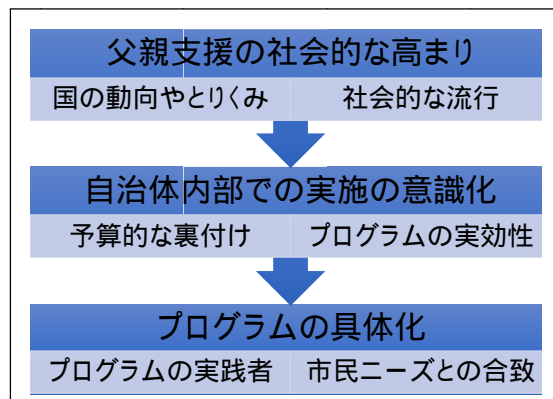 父親支援の社会的な高まり
国の動向やとりくみ 社会的な流行
自治体内部での実施の意識化
予算的な裏付け プログラムの実効性
プログラムの具体化
プログラムの実践者 市民ニーズとの合致